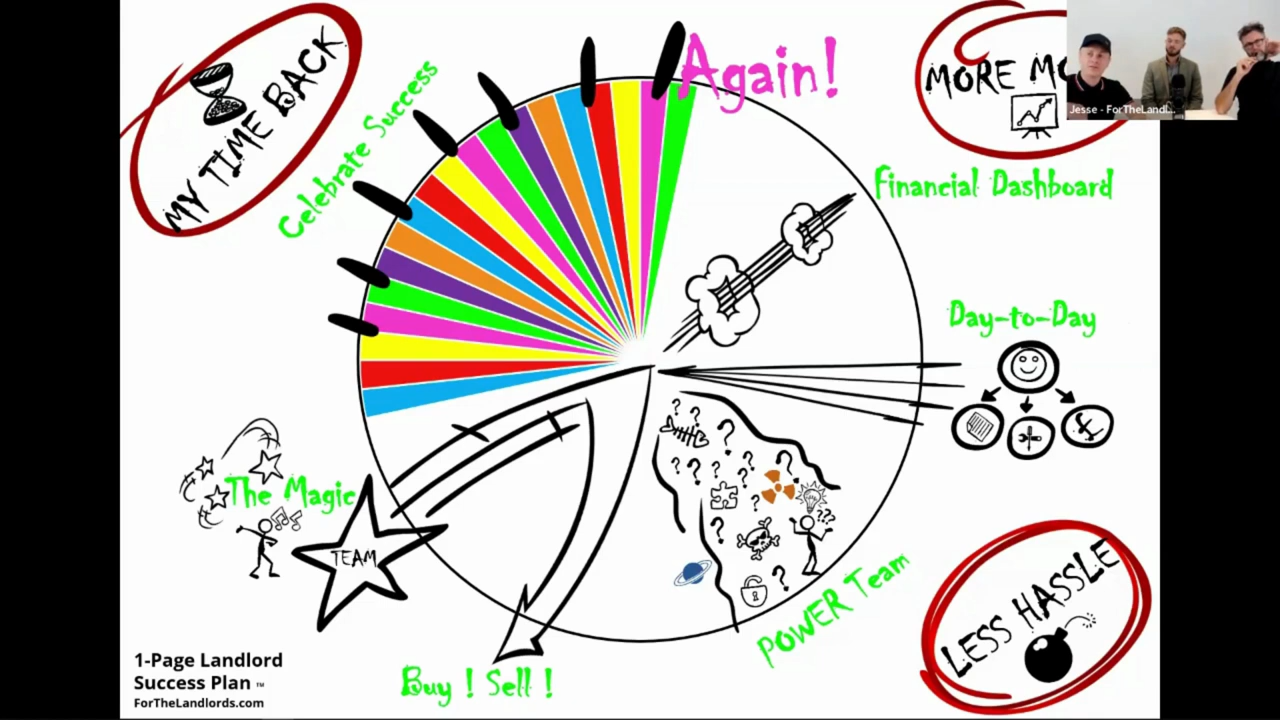 MY TIME BACK
Celebrate Success
Again!
MORE MO
Jesse - ForTheLandl...
Financial Dashboard
Day-to-Day
£
The Magic
TEAM
POWER Team
LESS HASSLE
Buy ! Sell !
1-Page Landlord
Success Plan ™
ForTheLandlords.com